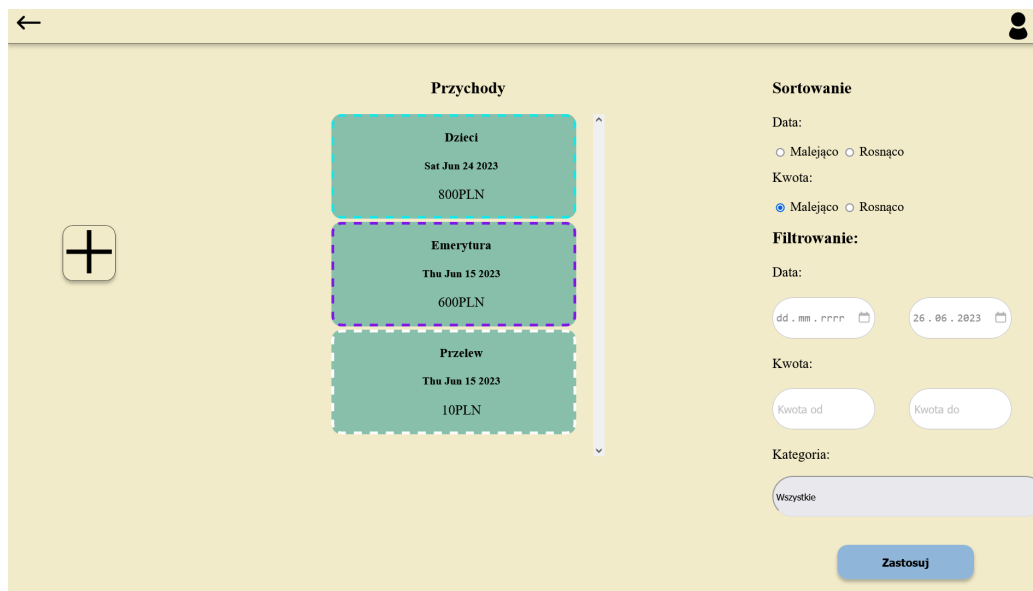 Przychody
Dzieci
Sat Jun 24 2023
800PLN
Emerytura
Thu Jun 15 2023
600PLN
Przelew
Thu Jun 15 2023
10PLN
Sortowanie
Data:
Malejąco Rosnąco
Kwota:
Malejąco Rosnąco
Filtrowanie:
Data:
dd.mm.rrrr 26.06.2023
Kwota:
Kwota od Kwota do
Kategoria:
Wszystkie
Zastosuj